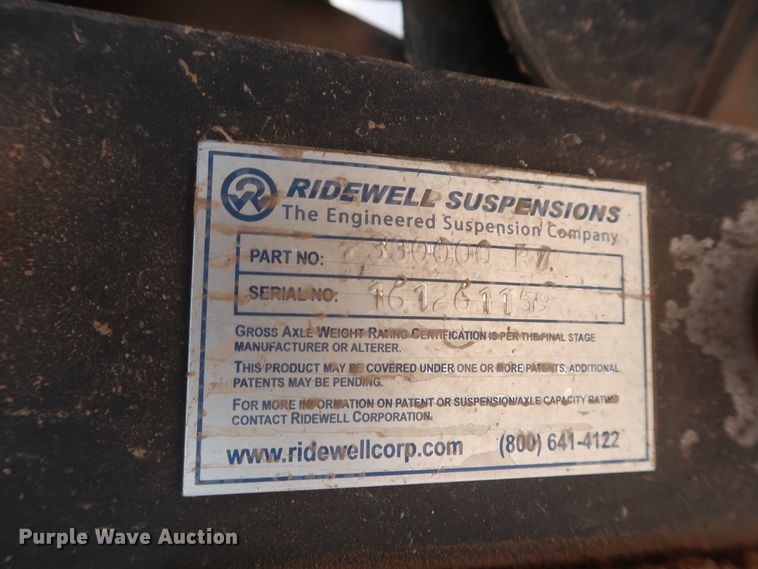 RIDEWELL SUSPENSIONS
The Engineered Suspension Company
PART NO:
SERIAL NO: 161261159
GROSS AXLE WEIGHT RATING CERTIFICATION IS PER THE FINAL STAGE
MANUFACTURER OR ALTERER.
THIS PRODUCT MAY BE COVERED UNDER ONE OR MORE PATENTS, ADDITIONAL
PATENTS MAY BE PENDING.
FOR MORE INFORMATION ON PATENT OR SUSPENSION/AXLE CAPACITY RATING
CONTACT RIDEWELL CORPORATION.
www.ridewellcorp.com (800) 641-4122
Purple Wave Auction